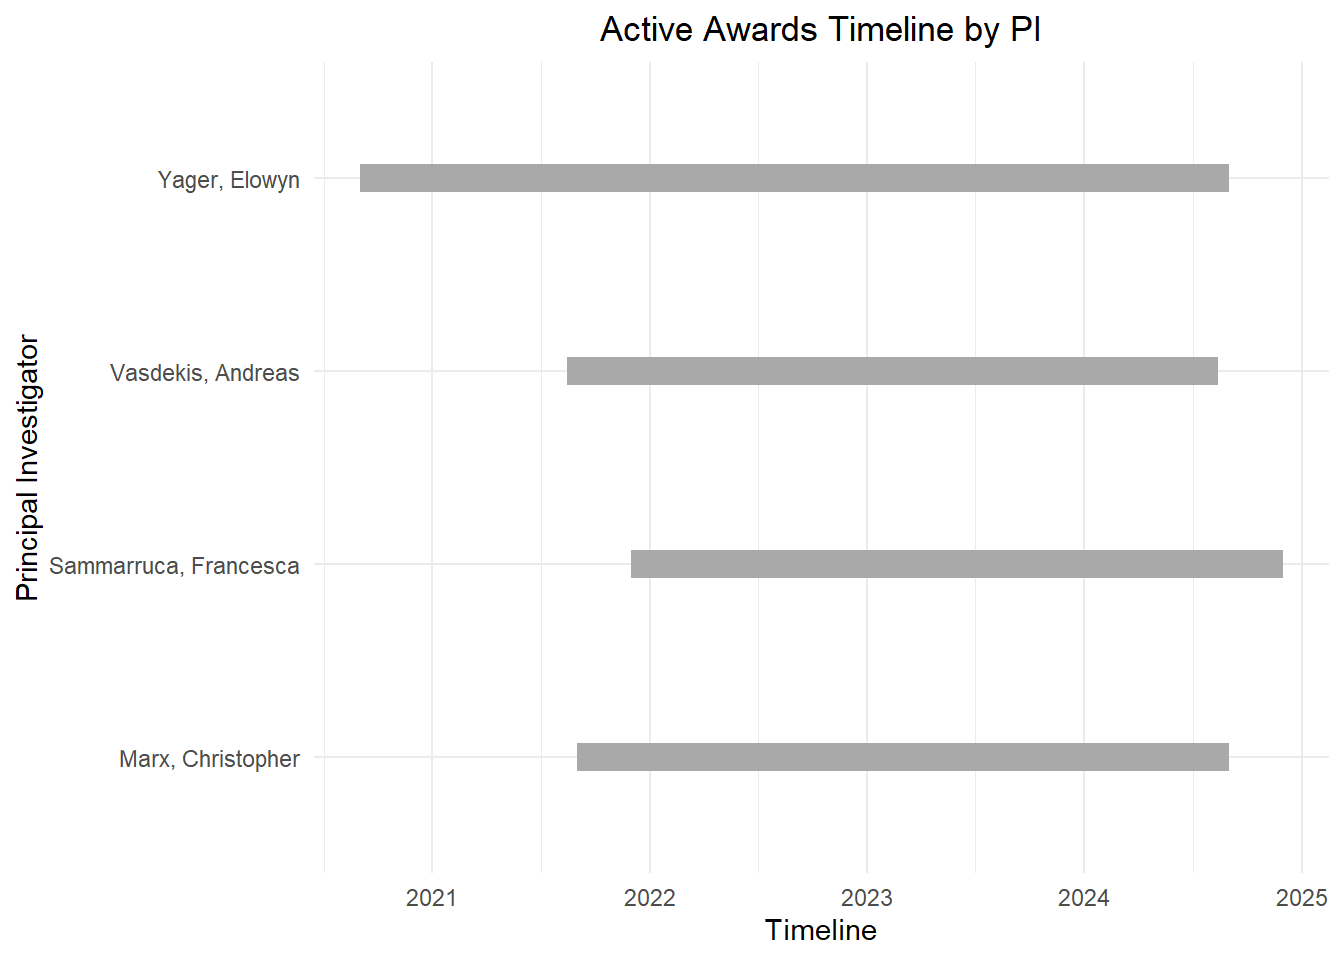 Active Awards Timeline by PI
Principal Investigator
Yager, Elowyn
Vasdekis, Andreas
Sammarruca, Francesca
Marx, Christopher
2021
2022
2023
2024
2025
Timeline